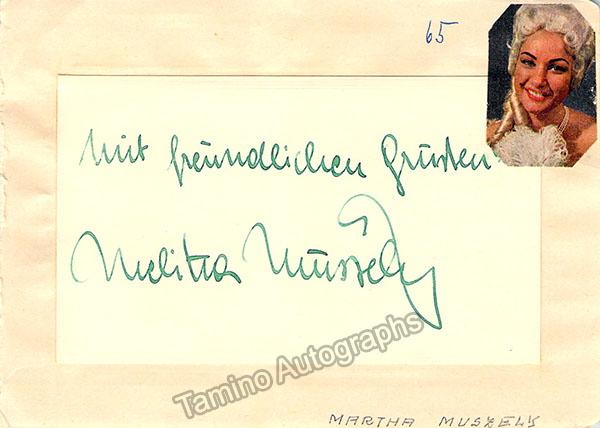 65
Mit freundlichen Grüßen
Melitta Muszely
Tamino Autographs
MARTHA MUSZELY